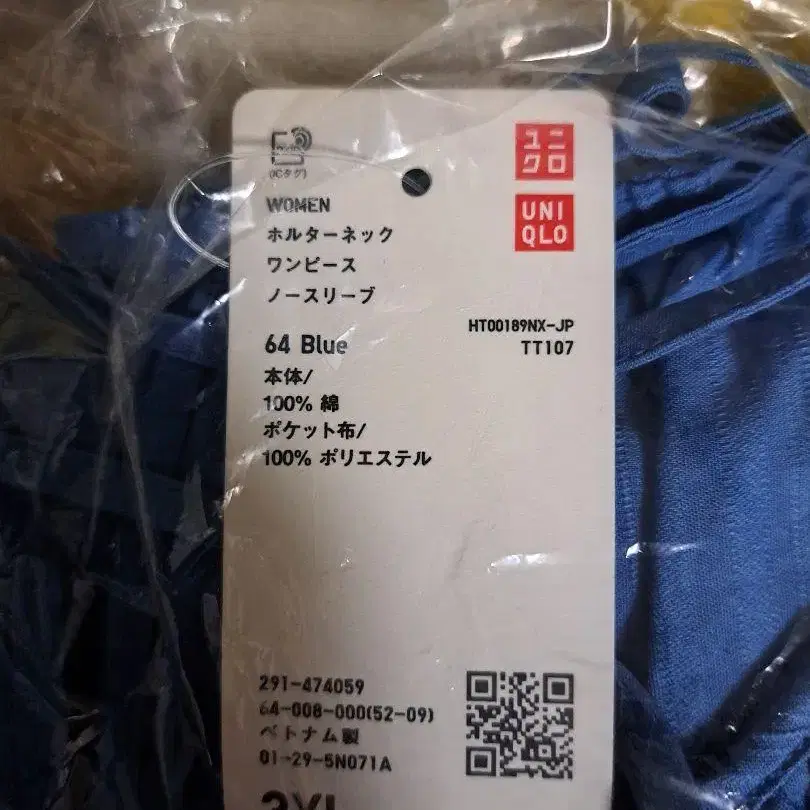 (ICタグ)
ユニ
クロ
UNI
QLO
WOMEN
ホルターネック
ワンピース
ノースリーブ
HT00189NX-JP
64 Blue
TT107
本体/
100% 綿
ポケット布/
100% ポリエステル
291-474059
64-008-000(52-09)
ベトナム製
01-29-5N071A
3XL